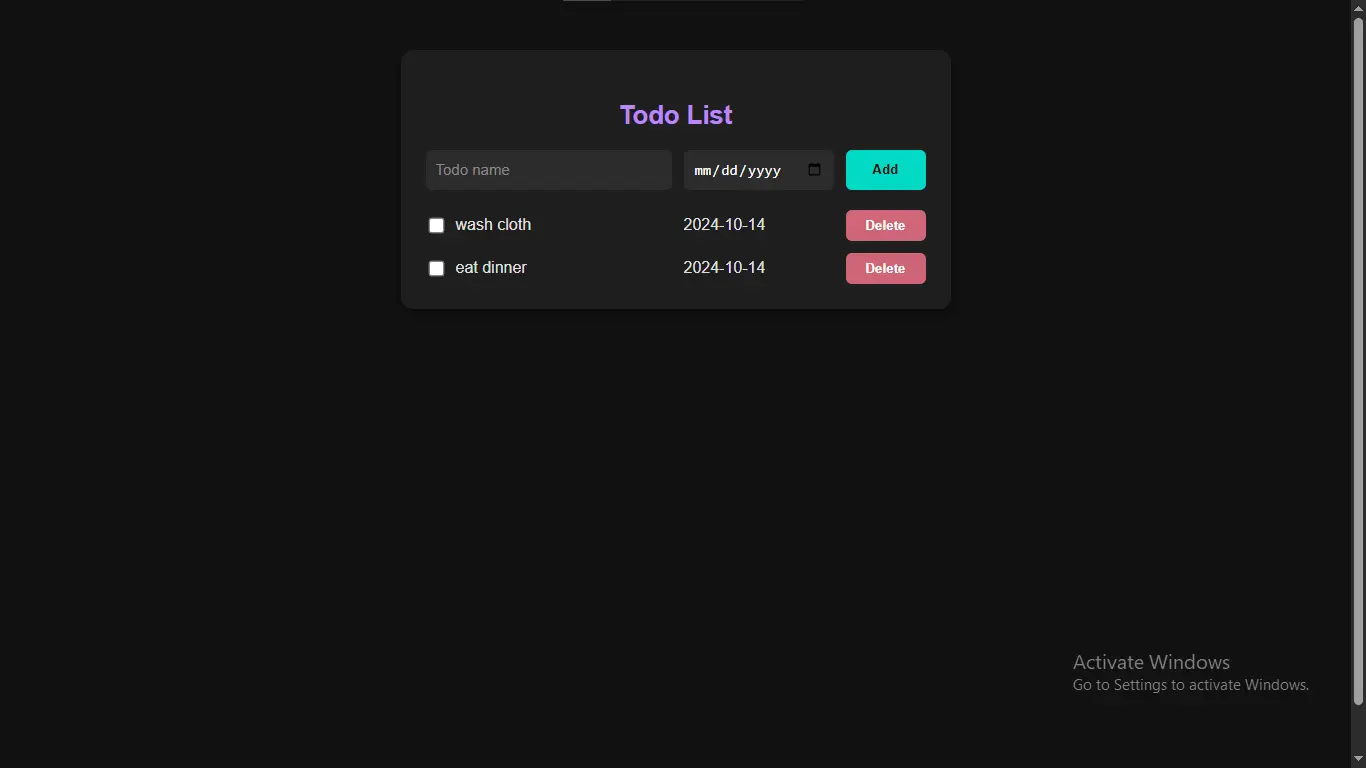 Todo List
Todo name mm/dd/yyyy Add
wash cloth 2024-10-14 Delete
eat dinner 2024-10-14 Delete
Activate Windows
Go to Settings to activate Windows.